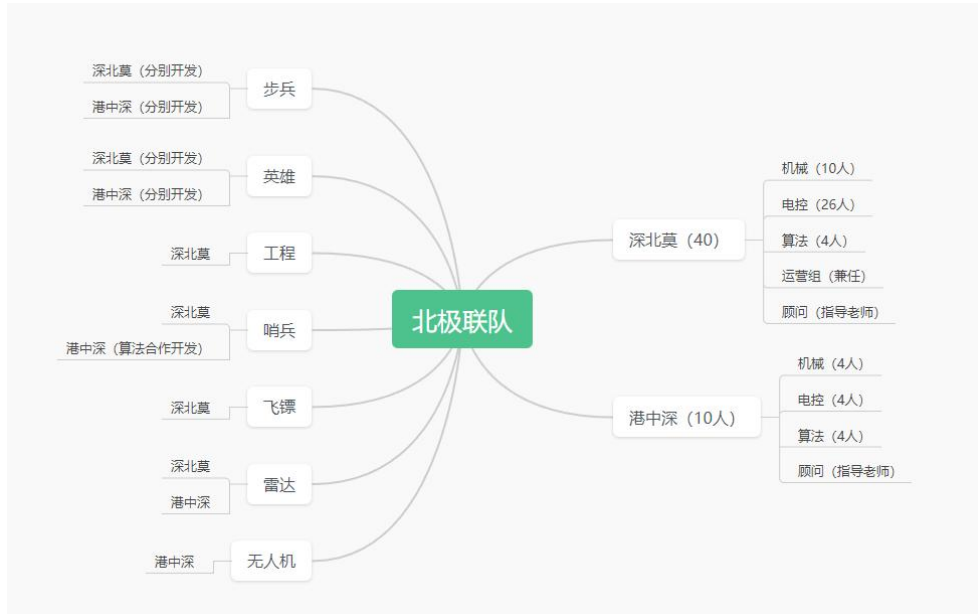 北极联队
步兵
深北莫（分别开发）
港中深（分别开发）
英雄
深北莫（分别开发）
港中深（分别开发）
工程
深北莫
哨兵
深北莫
港中深（算法合作开发）
飞镖
深北莫
雷达
深北莫
港中深
无人机
港中深
深北莫（40）
机械（10人）
电控（26人）
算法（4人）
运营组（兼任）
顾问（指导老师）
港中深（10人）
机械（4人）
电控（4人）
算法（4人）
顾问（指导老师）